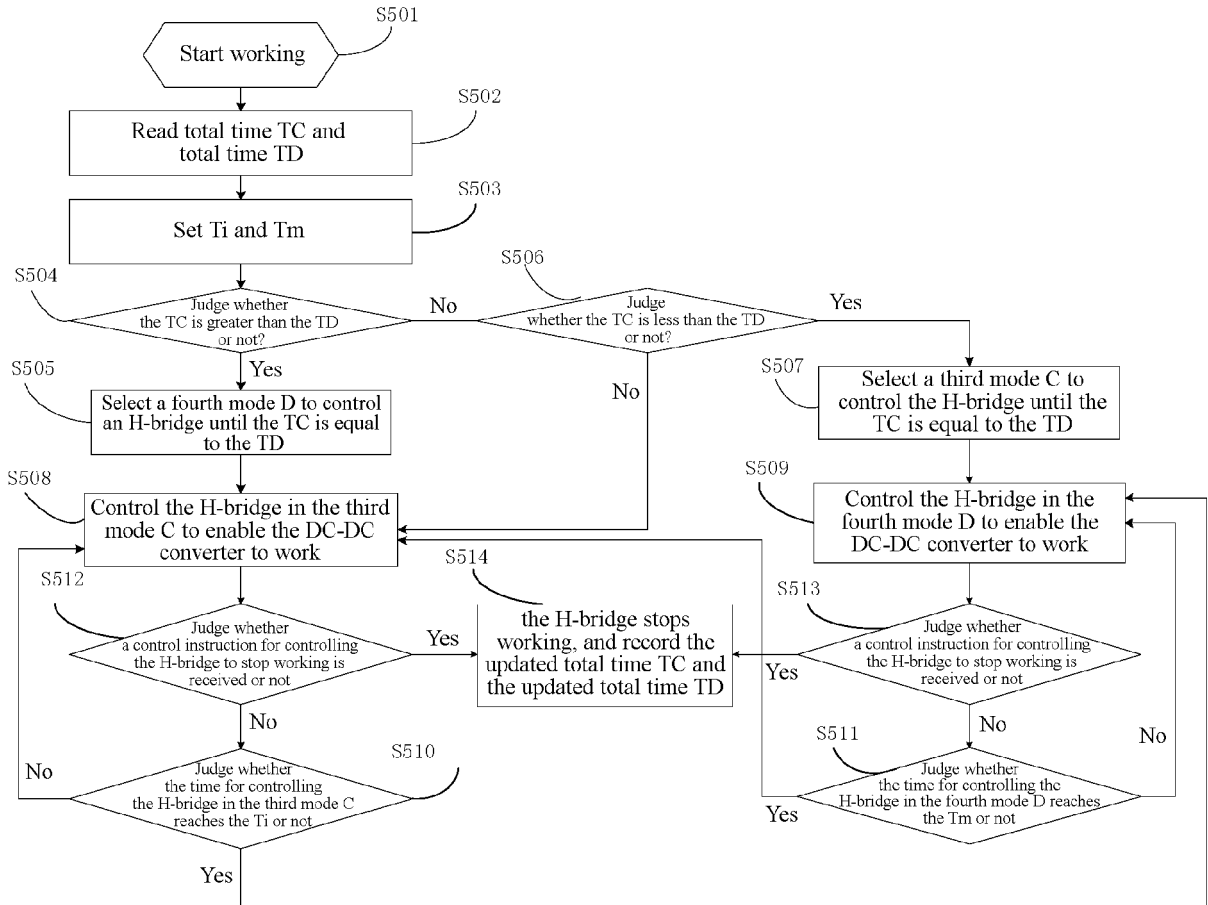 S501
Start working
S502
Read total time TC and
total time TD
S503
Set Ti and Tm
S504
Judge whether
the TC is greater than the TD
or not?
No
S506
Judge
whether the TC is less than the TD
or not?
Yes
Yes
No
S505
Select a fourth mode D to control
an H-bridge until the TC is equal
to the TD
S507
Select a third mode C to
control the H-bridge until the
TC is equal to the TD
S508
Control the H-bridge in the third
mode C to enable the DC-DC
converter to work
S509
Control the H-bridge in the
fourth mode D to enable the
DC-DC converter to work
S512
Judge whether
a control instruction for controlling
the H-bridge to stop working is
received or not
Yes
No
S514
the H-bridge stops
working, and record the
updated total time TC and
the updated total time TD
S513
Judge whether
a control instruction for controlling
the H-bridge to stop working is
received or not
Yes
No
S510
Judge whether
the time for controlling
the H-bridge in the third mode C
reaches the Ti or not
No
Yes
S511
Judge whether
the time for controlling the
H-bridge in the fourth mode D reaches
the Tm or not
Yes
No